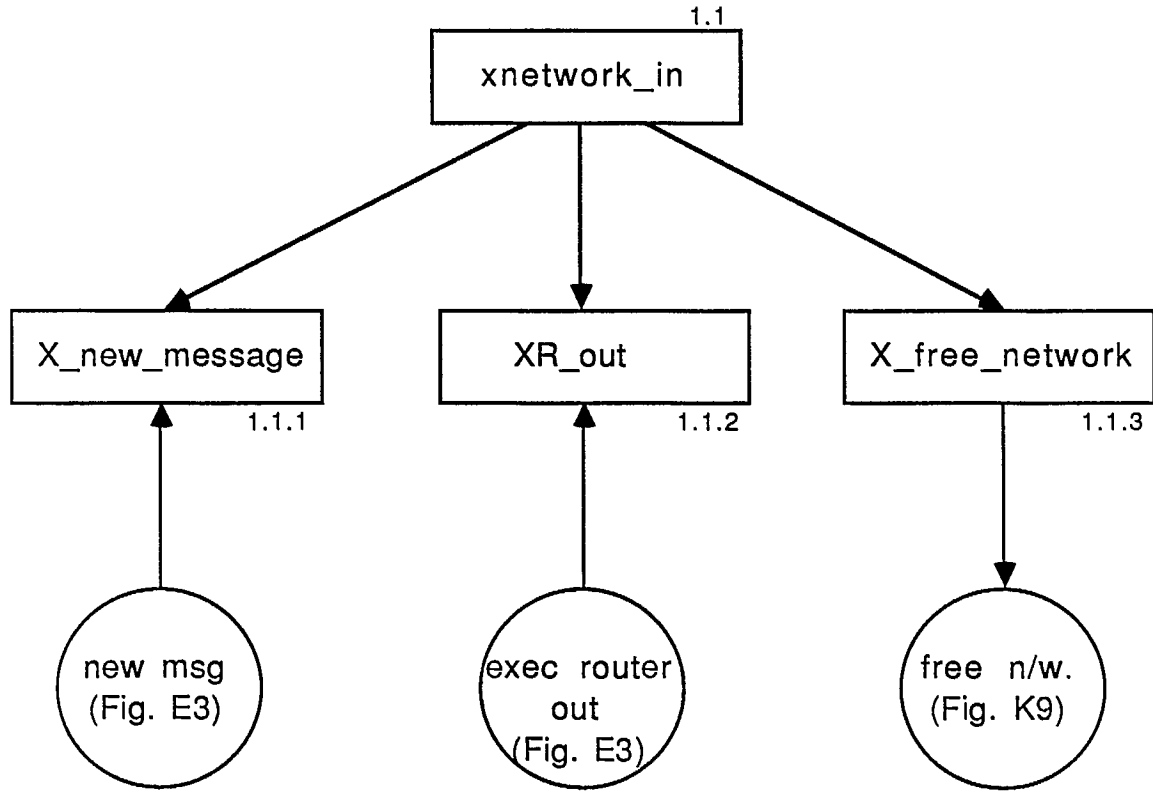 1.1
xnetwork_in
X_new_message
XR_out
X_free_network
1.1.1
1.1.2
1.1.3
new msg
(Fig. E3)
exec router
out
(Fig. E3)
free n/w.
(Fig. K9)